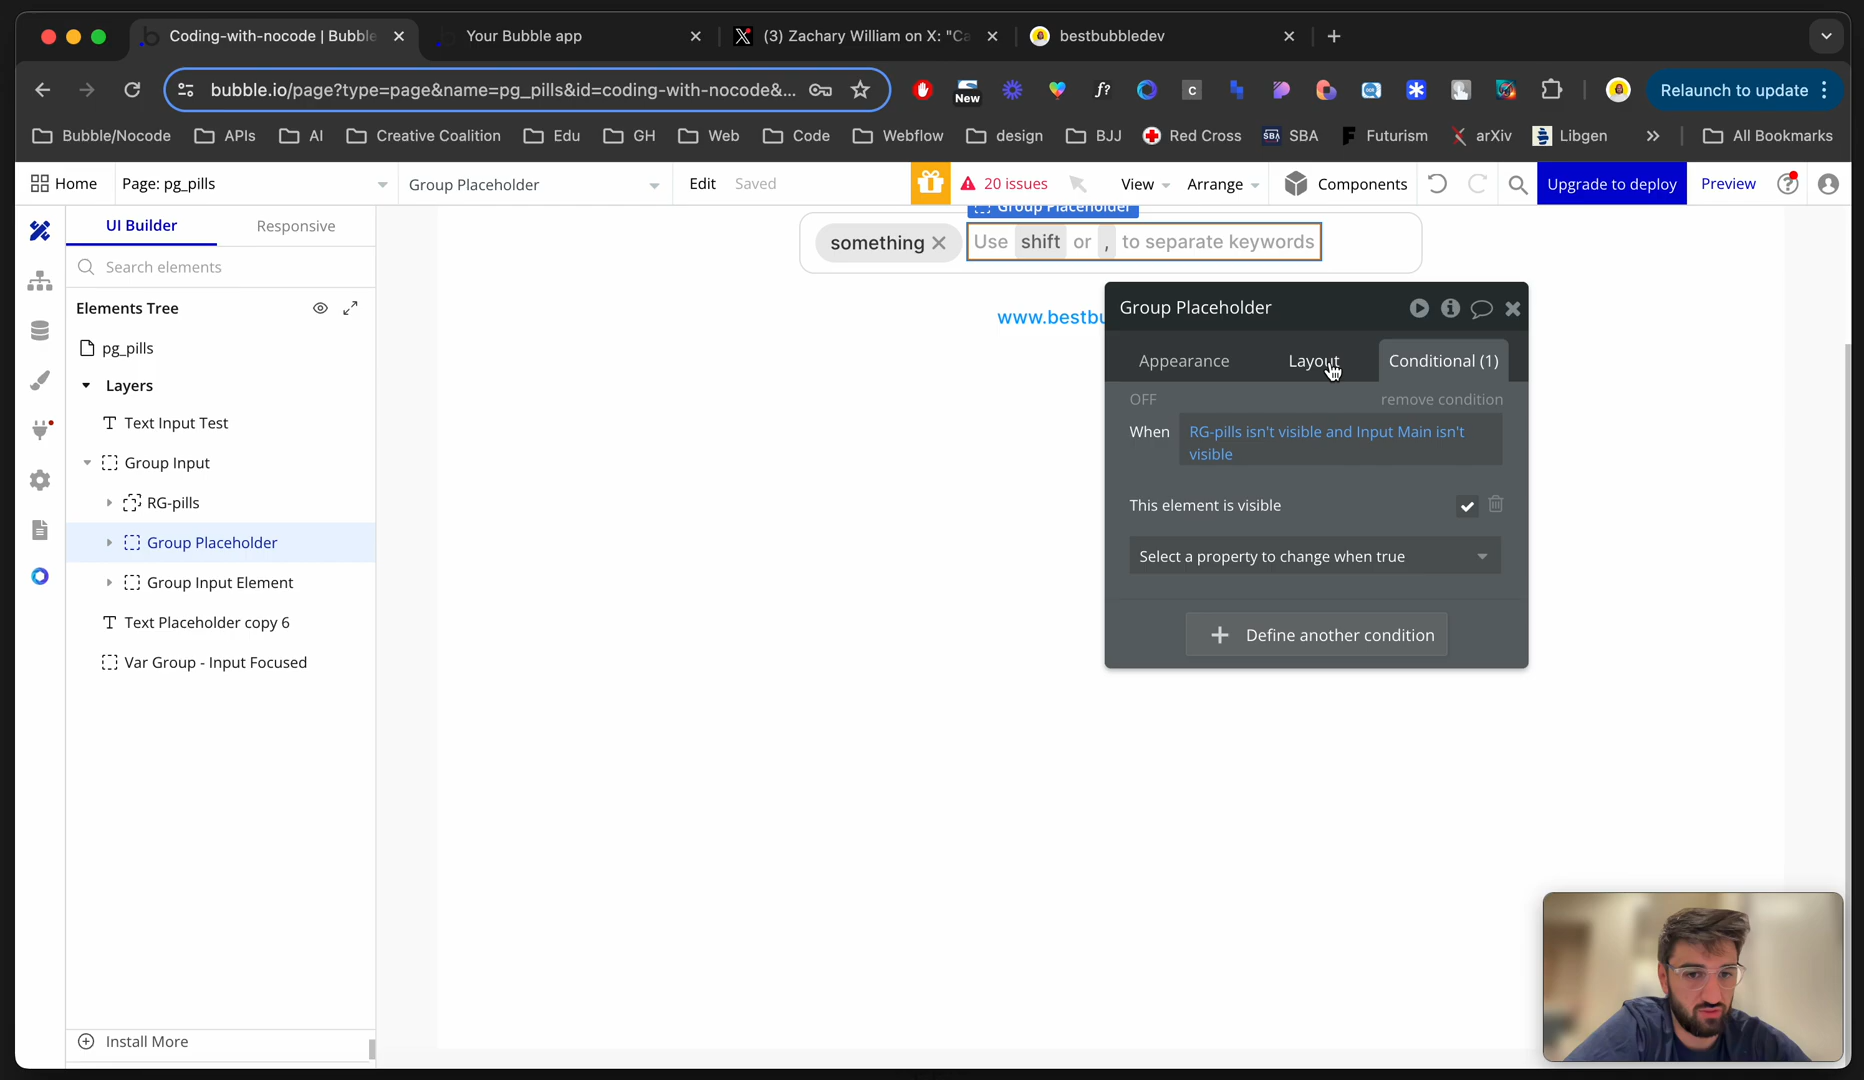 Coding-with-nocode | Bubble
Your Bubble app
(3) Zachary William on X: "Ca
bestbubbledev
bubble.io/page?type=page&name=pg_pills&id=coding-with-nocode&...
New
f?
C
Relaunch to update
Bubble/Nocode
APIs
AI
Creative Coalition
Edu
GH
Web
Code
Webflow
design
BJJ
Red Cross
SBA
SBA
Futurism
arXiv
Libgen
All Bookmarks
Home
Page: pg_pills
Group Placeholder
Edit
Saved
20 issues
View
Arrange
Components
Upgrade to deploy
Preview
UI Builder
Responsive
Search elements
Elements Tree
pg_pills
Layers
Text Input Test
Group Input
RG-pills
Group Placeholder
Group Input Element
Text Placeholder copy 6
Var Group - Input Focused
Install More
Group Placeholder
something
Use shift or , to separate keywords
www.bestbu
Group Placeholder
Appearance
Layout
Conditional (1)
OFF
remove condition
When
RG-pills isn't visible and Input Main isn't
visible
This element is visible
Select a property to change when true
Define another condition